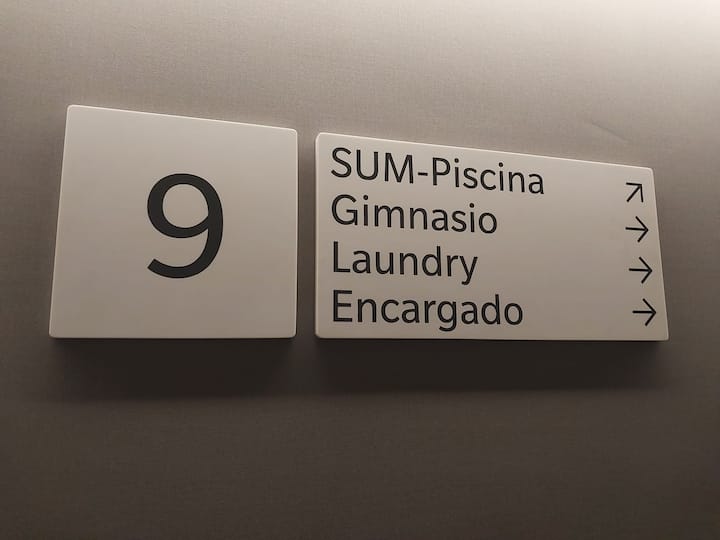 9
SUM-Piscina ↗
Gimnasio →
Laundry →
Encargado →